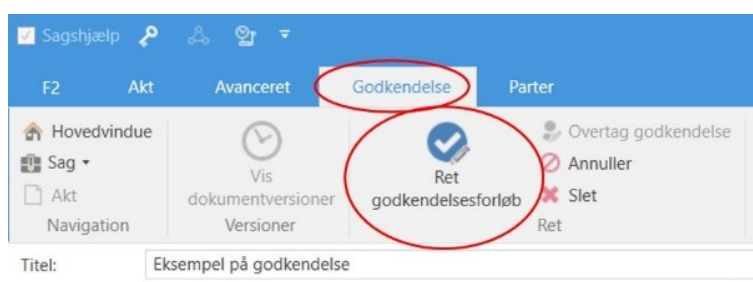 Sagshjælp
F2 Akt Avanceret Godkendelse Parter
Hovedvindue
Sag
Akt
Navigation
Vis
dokumentversioner
Versioner
Ret
godkendelsesforløb
Overtag godkendelse
Annuller
Slet
Ret
Titel: Eksempel på godkendelse